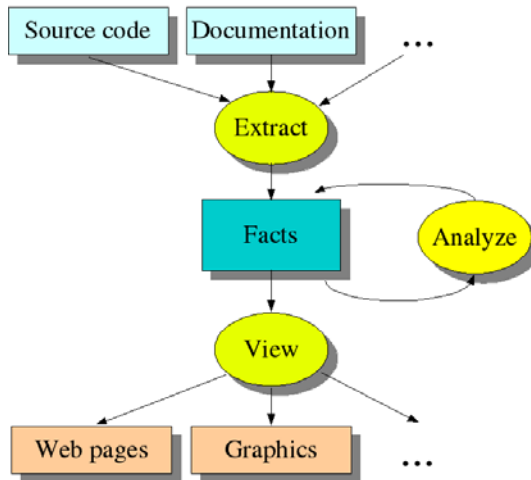 Source code
Documentation
...
Extract
Facts
Analyze
View
Web pages
Graphics
...